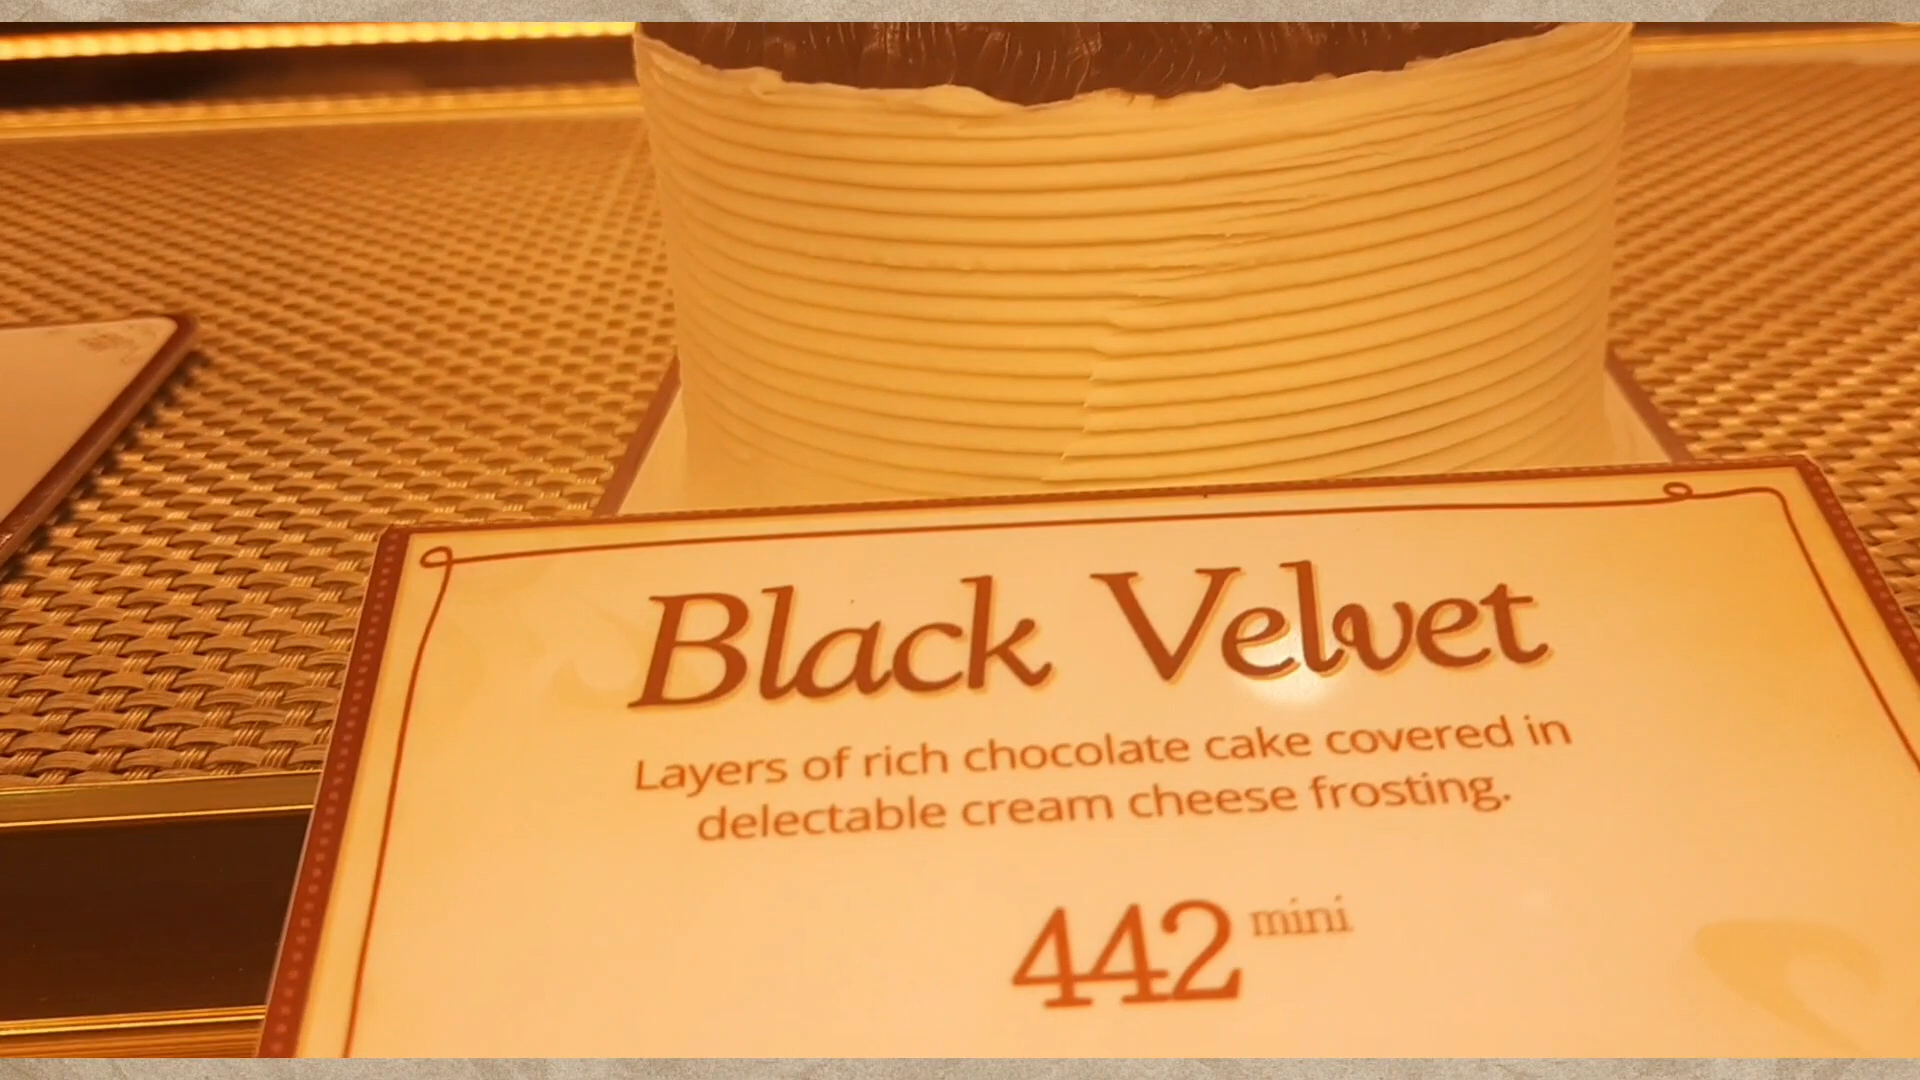 Black Velvet
Layers of rich chocolate cake covered in
delectable cream cheese frosting.
442 mini